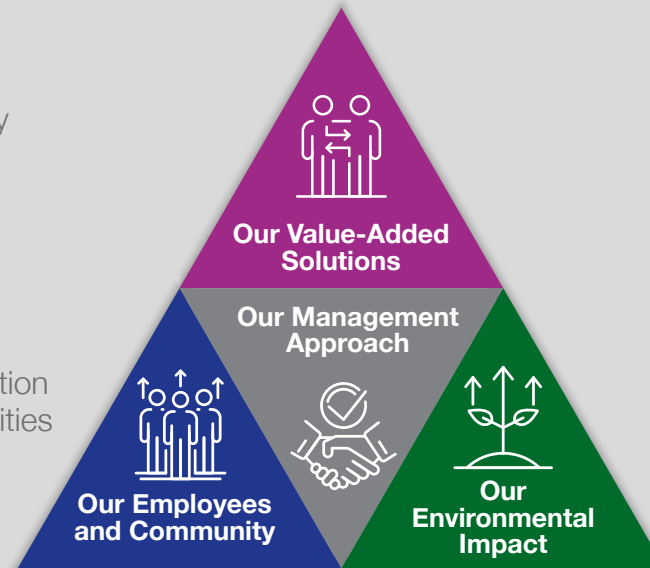 Our Value-Added
Solutions
Our Management
Approach
Our Employees
and Community
Our
Environmental
Impact